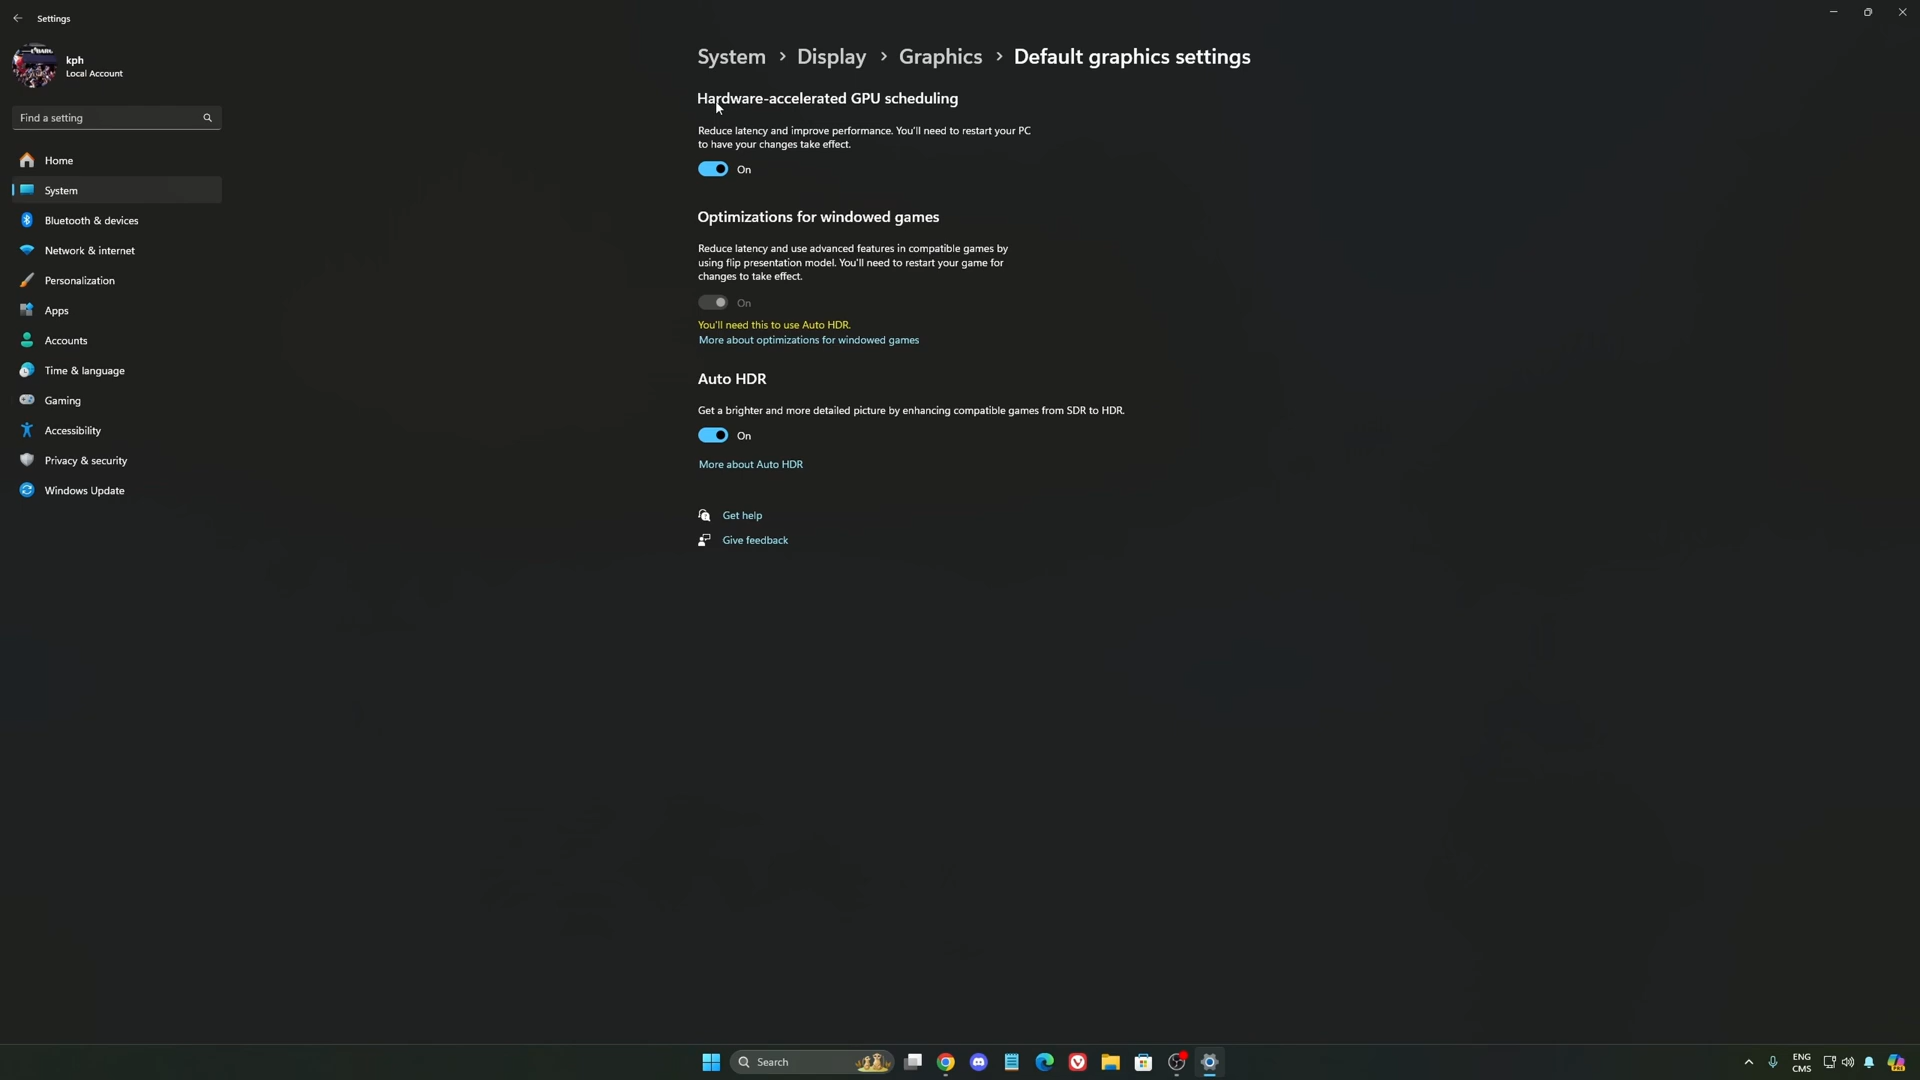 Settings
kph
Local Account
Find a setting
Home
System
Bluetooth & devices
Network & internet
Personalization
Apps
Accounts
Time & language
Gaming
Accessibility
Privacy & security
Windows Update
System > Display > Graphics > Default graphics settings
Hardware-accelerated GPU scheduling
Reduce latency and improve performance. You'll need to restart your PC
to have your changes take effect.
On
Optimizations for windowed games
Reduce latency and use advanced features in compatible games by
using flip presentation model. You'll need to restart your game for
changes to take effect.
On
You'll need this to use Auto HDR.
More about optimizations for windowed games
Auto HDR
Get a brighter and more detailed picture by enhancing compatible games from SDR to HDR.
On
More about Auto HDR
Get help
Give feedback
Search
ENG
CMS